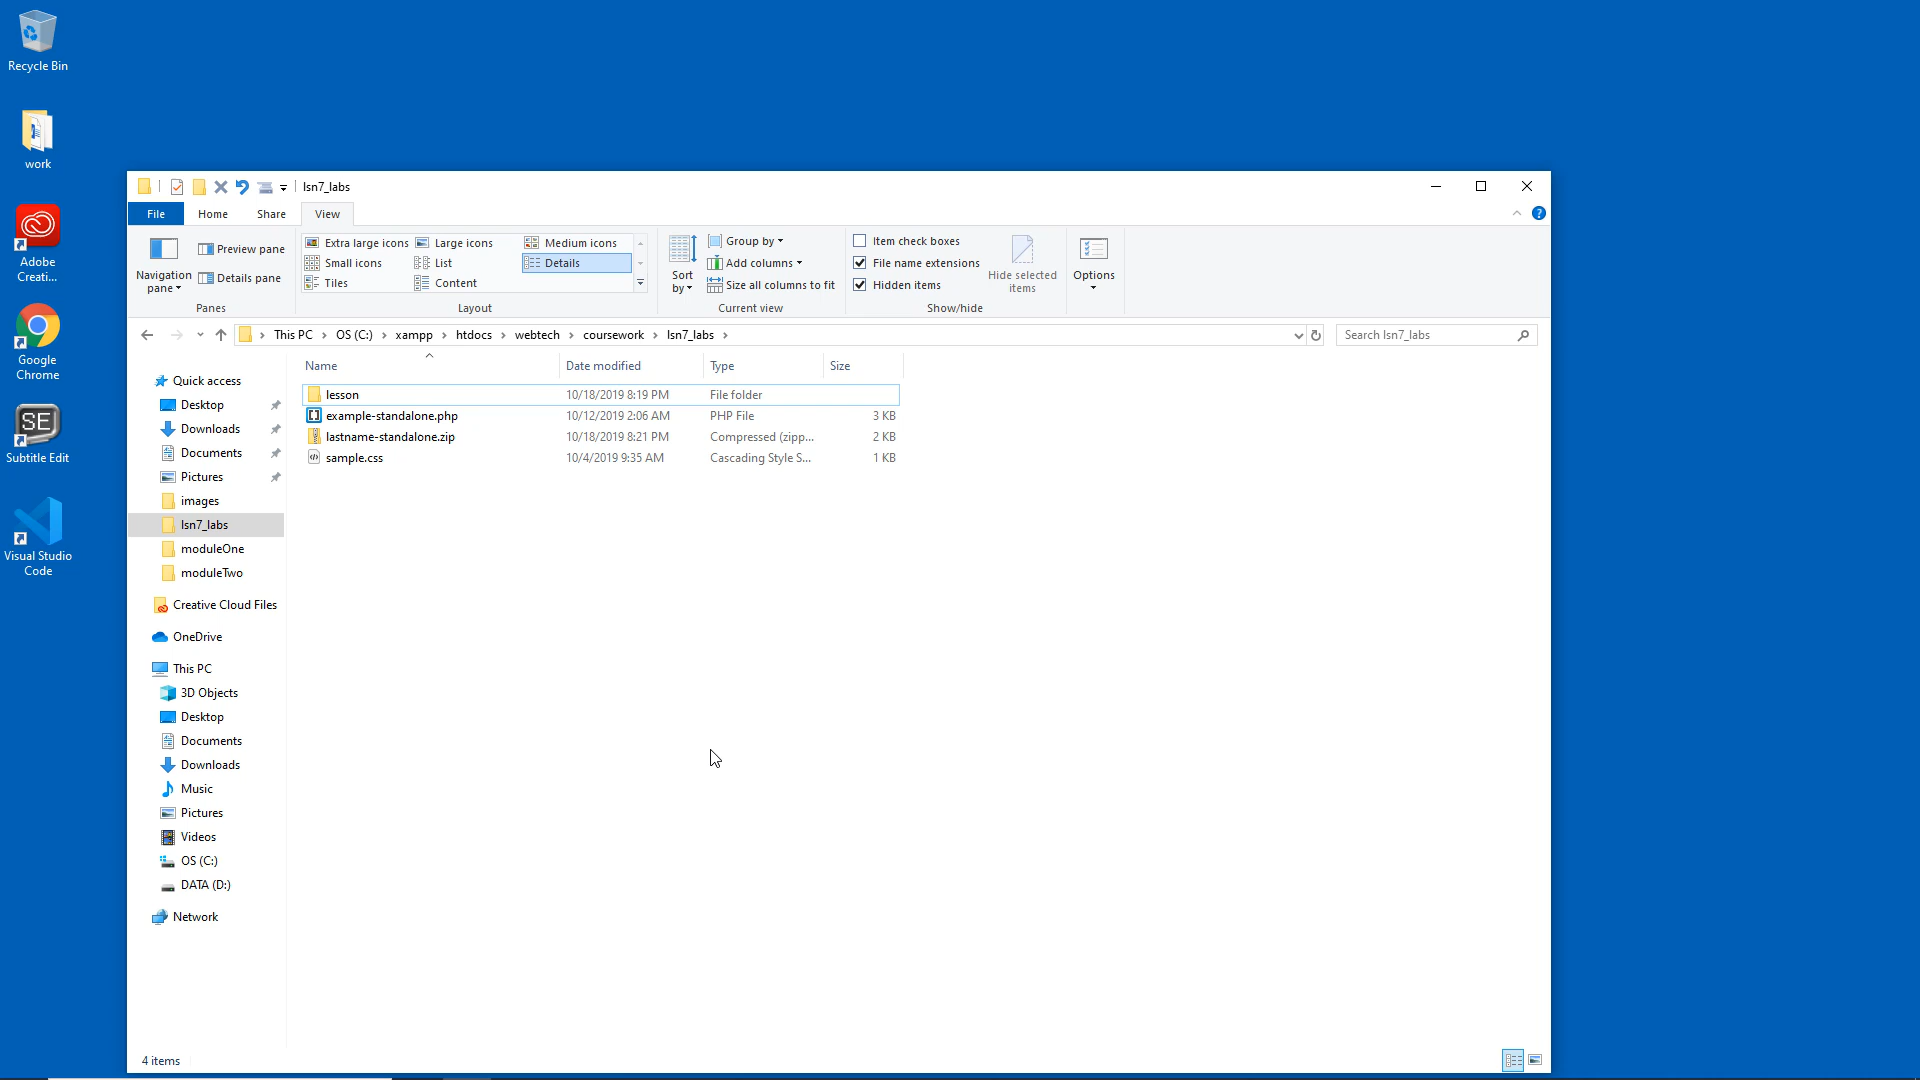 Recycle Bin
work
Adobe
Creati...
Google
Chrome
SE
Subtitle Edit
Visual Studio
Code
lsn7_labs
File
Home
Share
View
Navigation
pane
Preview pane
Details pane
Panes
Extra large icons
Large icons
Medium icons
Small icons
List
Details
Tiles
Content
Layout
Sort
by
Group by
Add columns
Size all columns to fit
Current view
Item check boxes
File name extensions
Hidden items
Hide selected
items
Show/hide
Options
This PC
OS (C:)
xampp
htdocs
webtech
coursework
lsn7_labs
Search lsn7_labs
Name
Date modified
Type
Size
lesson 10/18/2019 8:19 PM File folder
example-standalone.php 10/12/2019 2:06 AM PHP File 3 KB
lastname-standalone.zip 10/18/2019 8:21 PM Compressed (zipp... 2 KB
sample.css 10/4/2019 9:35 AM Cascading Style S... 1 KB
Quick access
Desktop
Downloads
Documents
Pictures
images
lsn7_labs
moduleOne
moduleTwo
Creative Cloud Files
OneDrive
This PC
3D Objects
Desktop
Documents
Downloads
Music
Pictures
Videos
OS (C:)
DATA (D:)
Network
4 items